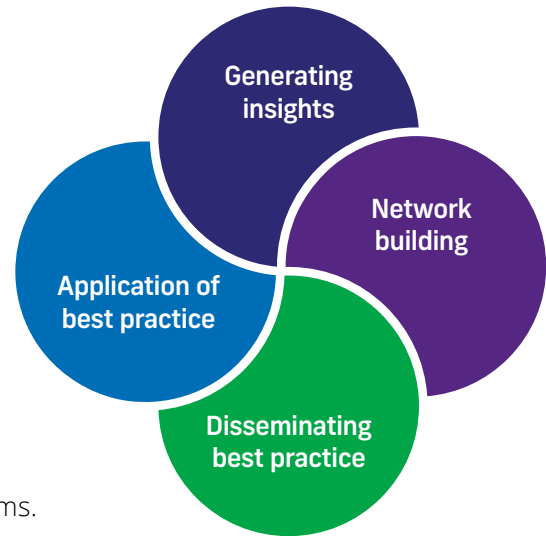 Generating
insights
Network
building
Application of
best practice
Disseminating
best practice
ms.